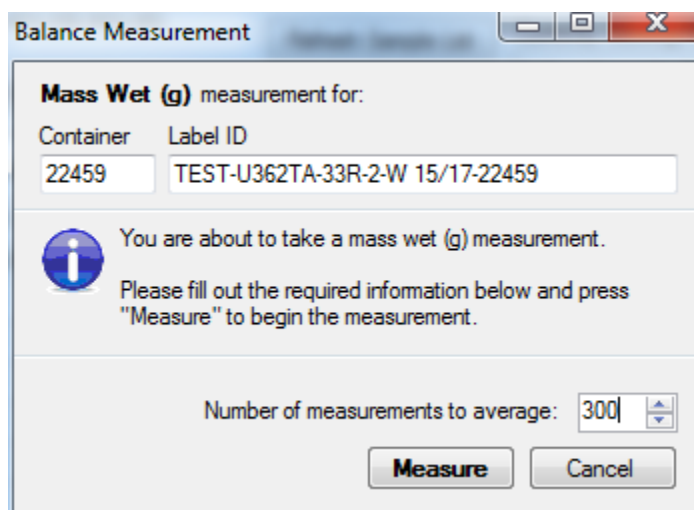 Balance Measurement
Mass Wet (g) measurement for:
Container Label ID
22459 TEST-U362TA-33R-2-W 15/17-22459
You are about to take a mass wet (g) measurement.
Please fill out the required information below and press
"Measure" to begin the measurement.
Number of measurements to average: 300
Measure Cancel